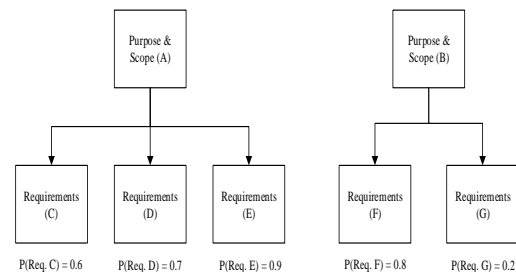 Purpose &
Scope (A)
Purpose &
Scope (B)
Requirements
(C)
Requirements
(D)
Requirements
(E)
Requirements
(F)
Requirements
(G)
P(Req. C) = 0.6
P(Req. D) = 0.7
P(Req. E) = 0.9
P(Req. F) = 0.8
P(Req. G) = 0.2